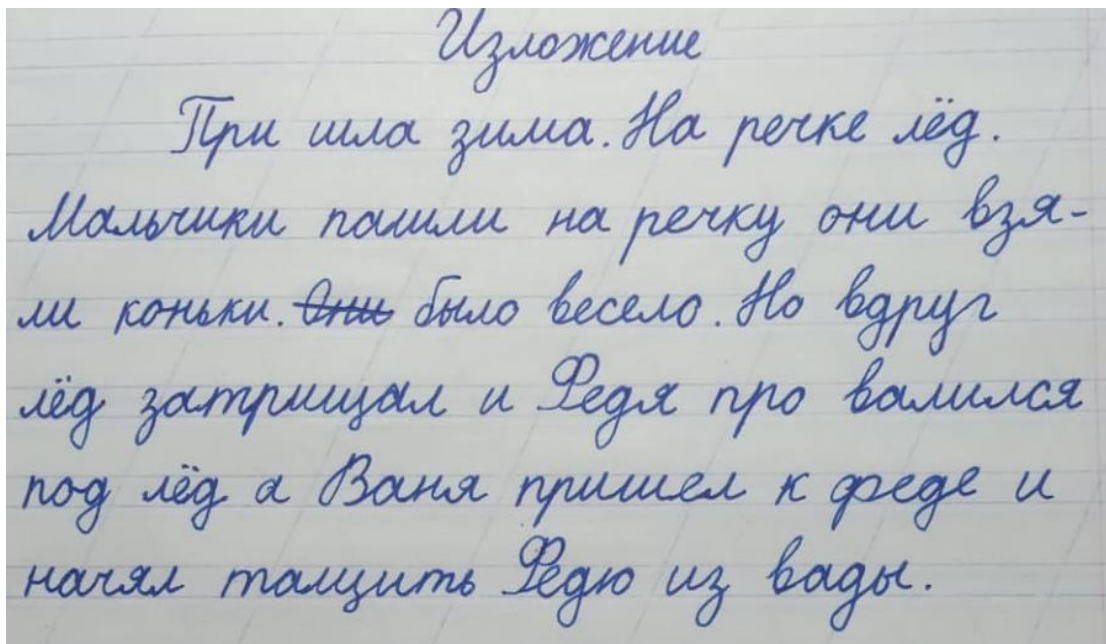 Изложение
При шла зима. На речке лёд.
Мальчики пашли на речку они взя-
ли коньки. Они было весело. Но вдруг
лёд затрищал и Федя про валился
под лёд а Ваня пришел к феде и
начял тащить Федю из вады.